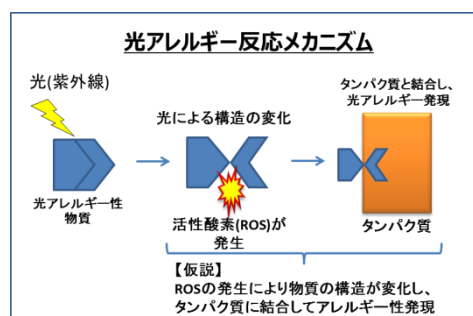 光アレルギー反応メカニズム
光(紫外線)
光アレルギー性
物質
光による構造の変化
活性酸素(ROS)が
発生
タンパク質と結合し、
光アレルギー発現
タンパク質
【仮説】
ROSの発生により物質の構造が変化し、
タンパク質に結合してアレルギー性発現